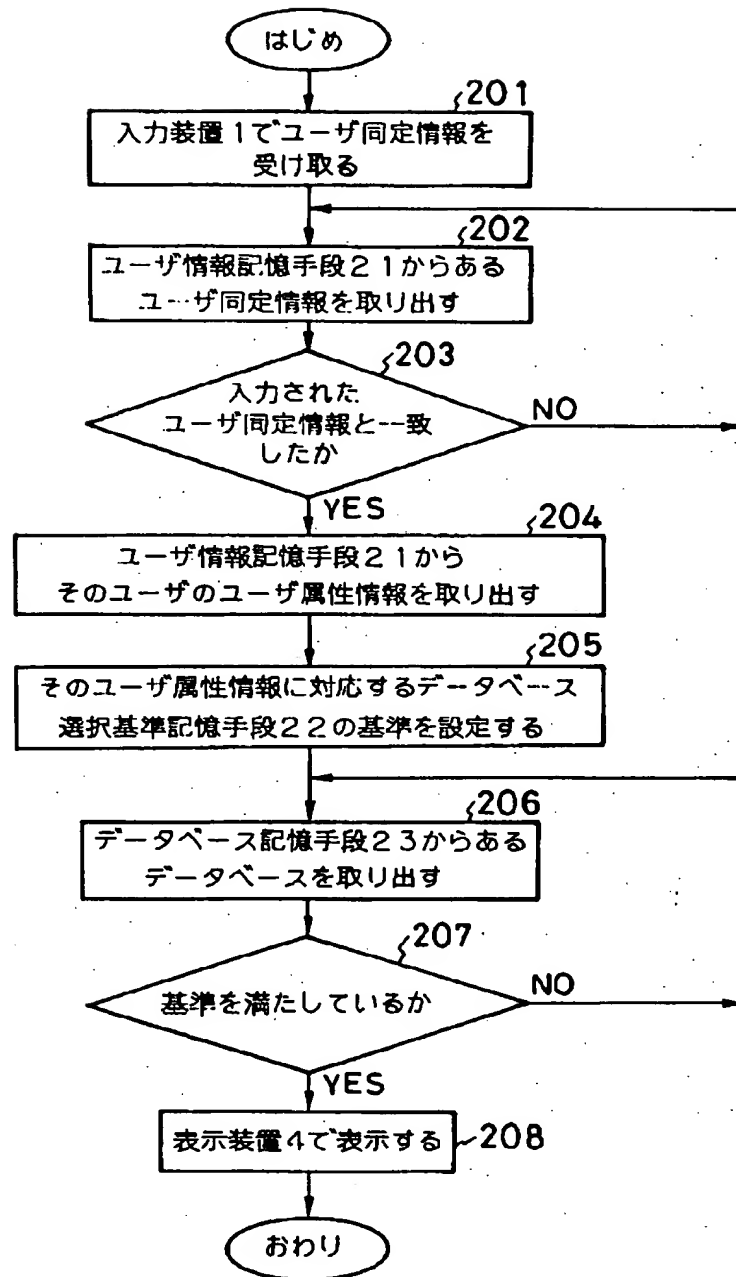 はじめ
201
入力装置1でユーザ同定情報を
受け取る
202
ユーザ情報記憶手段21からある
ユーザ同定情報を取り出す
203
入力された
ユーザ同定情報と一致
したか
NO
YES
204
ユーザ情報記憶手段21から
そのユーザのユーザ属性情報を取り出す
205
そのユーザ属性情報に対応するデータベース
選択基準記憶手段22の基準を設定する
206
データベース記憶手段23からある
データベースを取り出す
207
基準を満たしているか
NO
YES
表示装置4で表示する
208
おわり